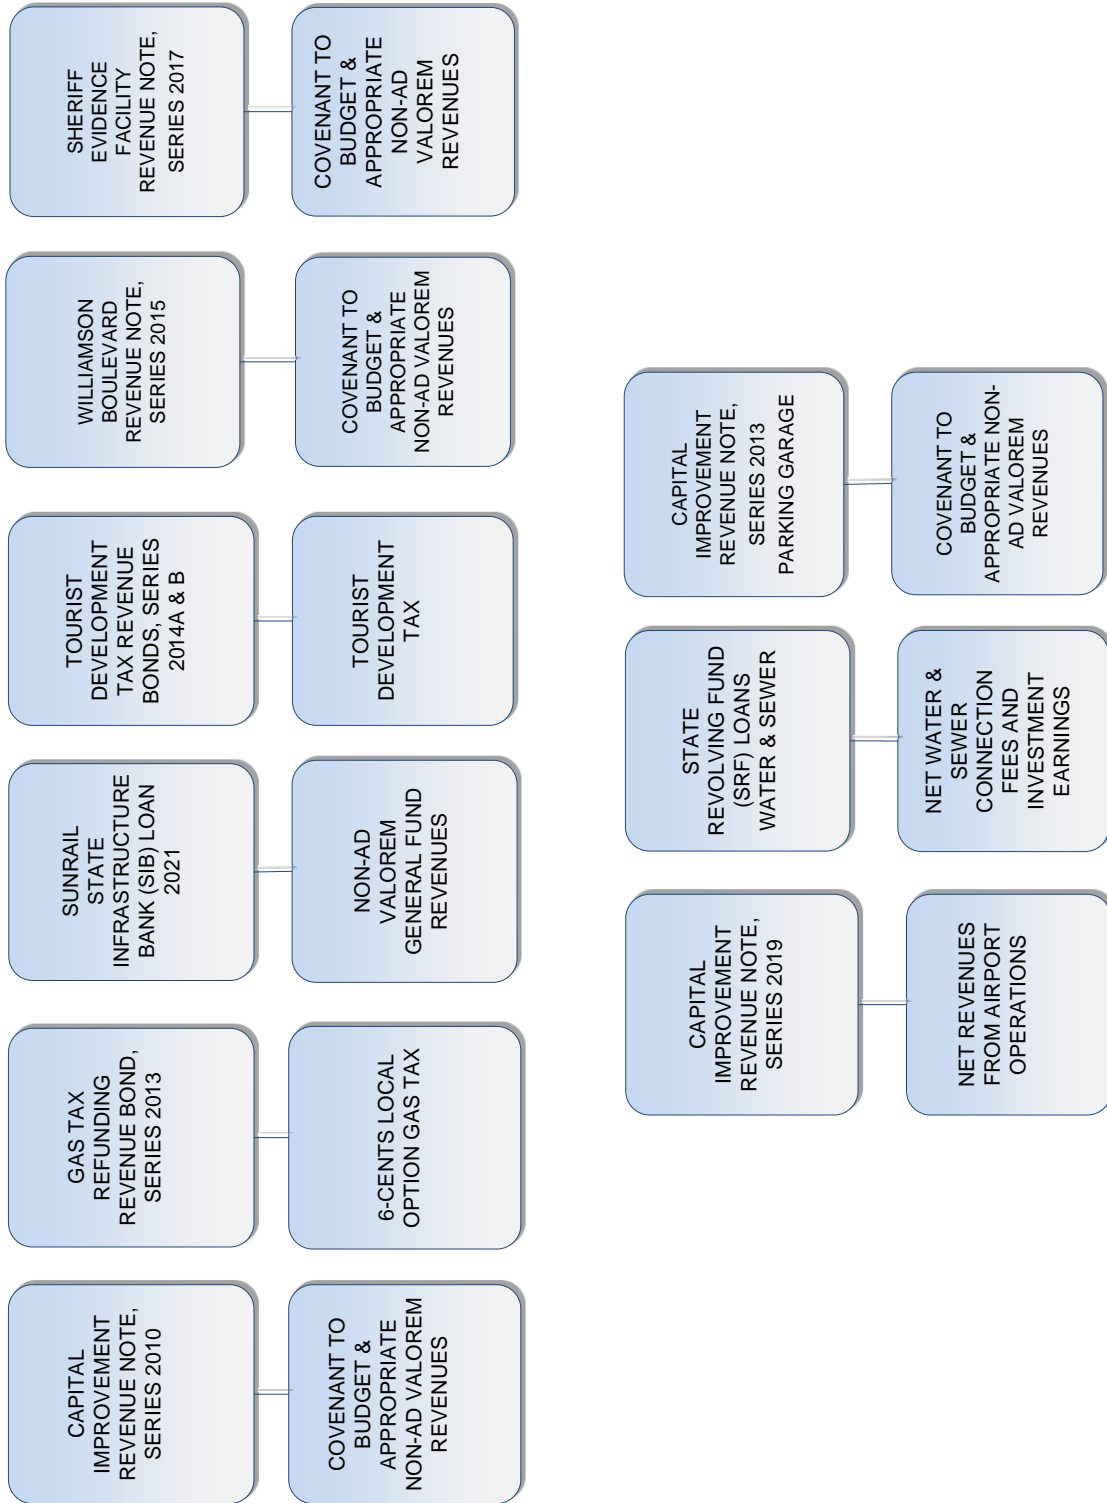 CAPITAL
IMPROVEMENT
REVENUE NOTE,
SERIES 2010
COVENANT TO
BUDGET &
APPROPRIATE
NON-AD VALOREM
REVENUES
GAS TAX
REFUNDING
REVENUE BOND,
SERIES 2013
6-CENTS LOCAL
OPTION GAS TAX
SUNRAIL
STATE
INFRASTRUCTURE
BANK (SIB) LOAN
2021
NON-AD
VALOREM
GENERAL FUND
REVENUES
TOURIST
DEVELOPMENT
TAX REVENUE
BONDS, SERIES
2014A & B
TOURIST
DEVELOPMENT
TAX
WILLIAMSON
BOULEVARD
REVENUE NOTE,
SERIES 2015
COVENANT TO
BUDGET &
APPROPRIATE
NON-AD VALOREM
REVENUES
SHERIFF
EVIDENCE
FACILITY
REVENUE NOTE,
SERIES 2017
COVENANT TO
BUDGET &
APPROPRIATE
NON-AD
VALOREM
REVENUES
CAPITAL
IMPROVEMENT
REVENUE NOTE,
SERIES 2019
NET REVENUES
FROM AIRPORT
OPERATIONS
STATE
REVOLVING FUND
(SRF) LOANS
WATER & SEWER
NET WATER &
SEWER
CONNECTION
FEES AND
INVESTMENT
EARNINGS
CAPITAL
IMPROVEMENT
REVENUE NOTE,
SERIES 2013
PARKING GARAGE
COVENANT TO
BUDGET &
APPROPRIATE NON-
AD VALOREM
REVENUES